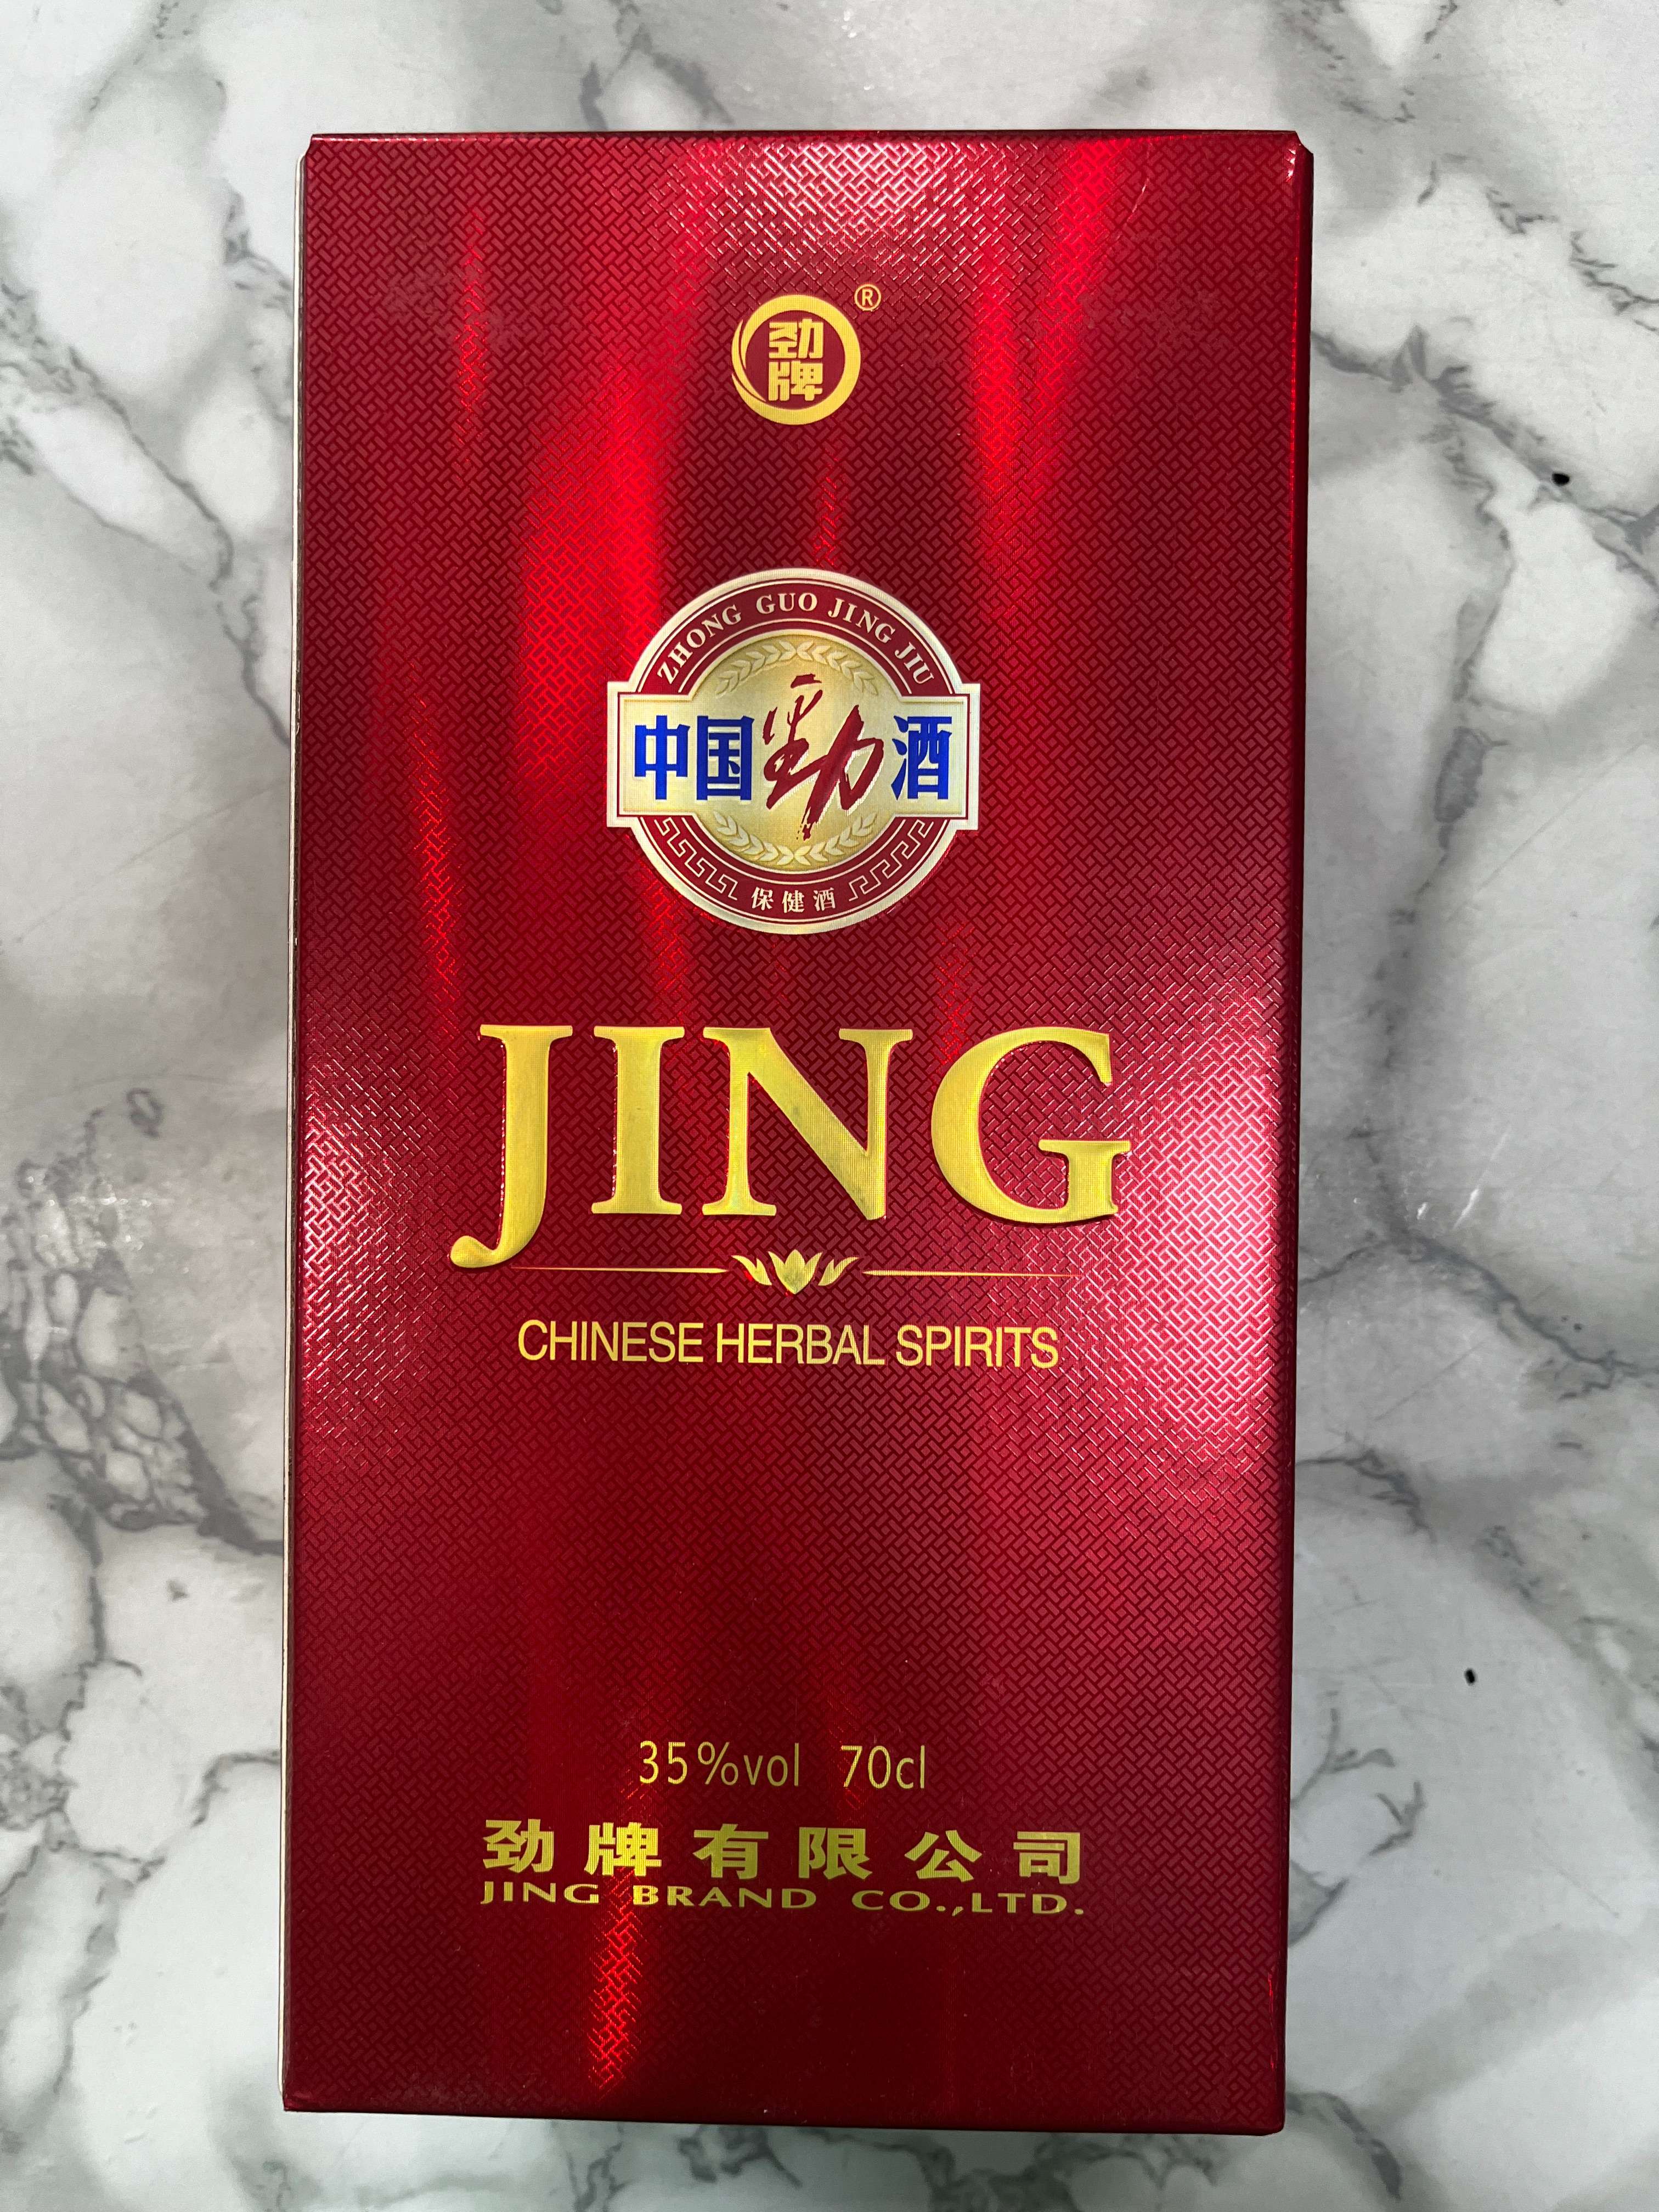 劲
牌
®
ZHONG GUO JING JIU
中国劲酒
保健酒
JING
CHINESE HERBAL SPIRITS
35%vol 70cl
劲牌有限公司
JING BRAND CO.,LTD.